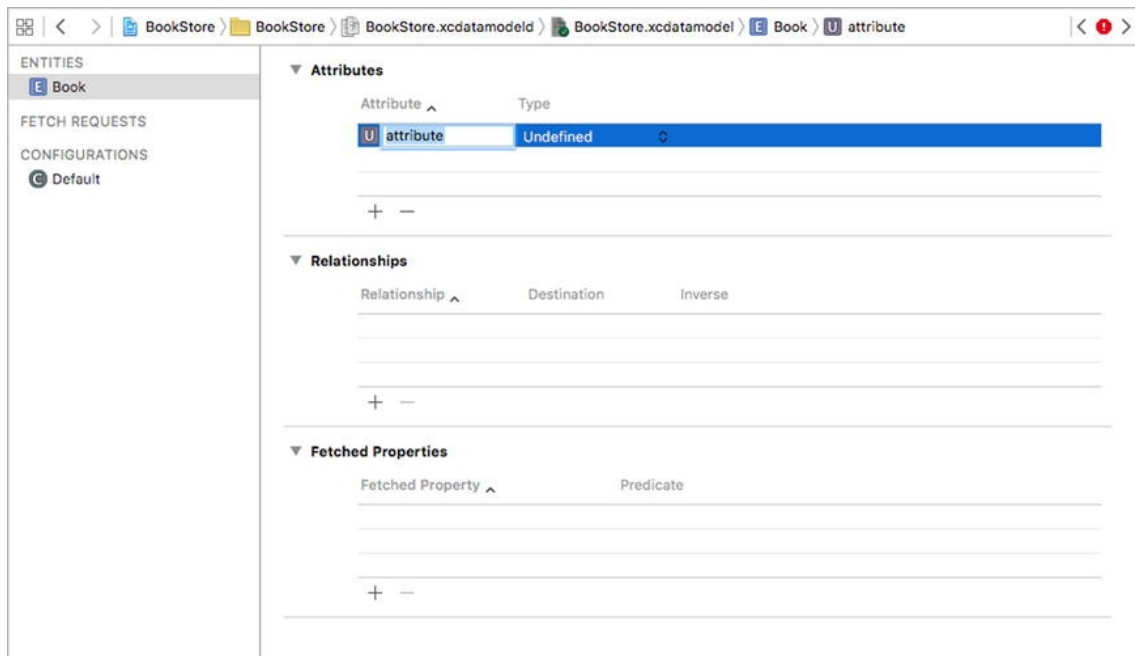 BookStore 〉 BookStore 〉 BookStore.xcdatamodeld 〉 BookStore.xcdatamodel 〉 E Book 〉 U attribute
ENTITIES
E Book
FETCH REQUESTS
CONFIGURATIONS
C Default
Attributes
Attribute Type
U attribute Undefined
Relationships
Relationship Destination Inverse
Fetched Properties
Fetched Property Predicate